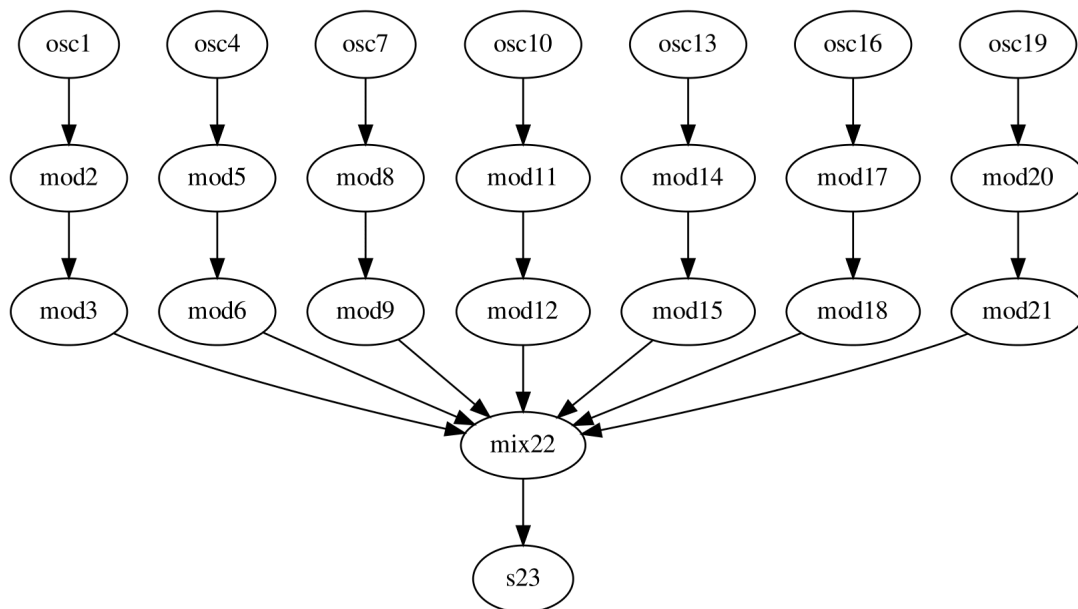 osc1 osc4 osc7 osc10 osc13 osc16 osc19
mod2 mod5 mod8 mod11 mod14 mod17 mod20
mod3 mod6 mod9 mod12 mod15 mod18 mod21
mix22
s23